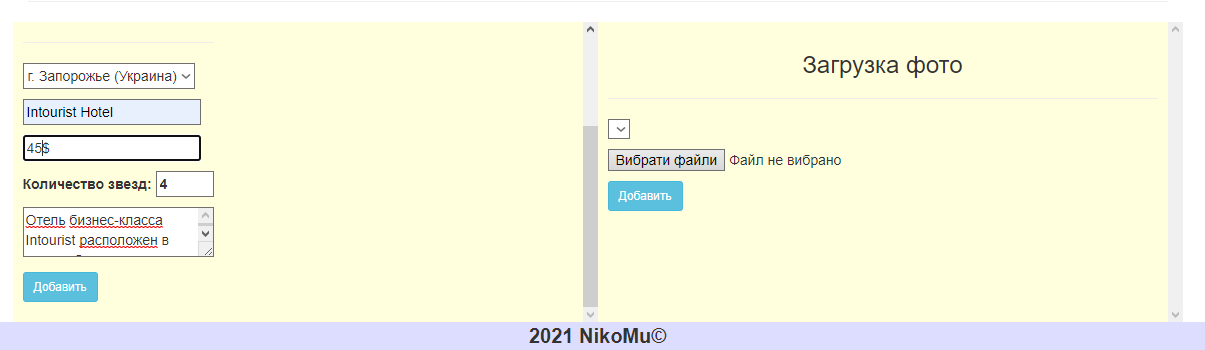 г. Запорожье (Украина)
Intourist Hotel
45$
Количество звезд: 4
Отель бизнес-класса
Intourist расположен в
Добавить
Загрузка фото
Вибрати файли Файл не вибрано
Добавить
2021 NikoMu©